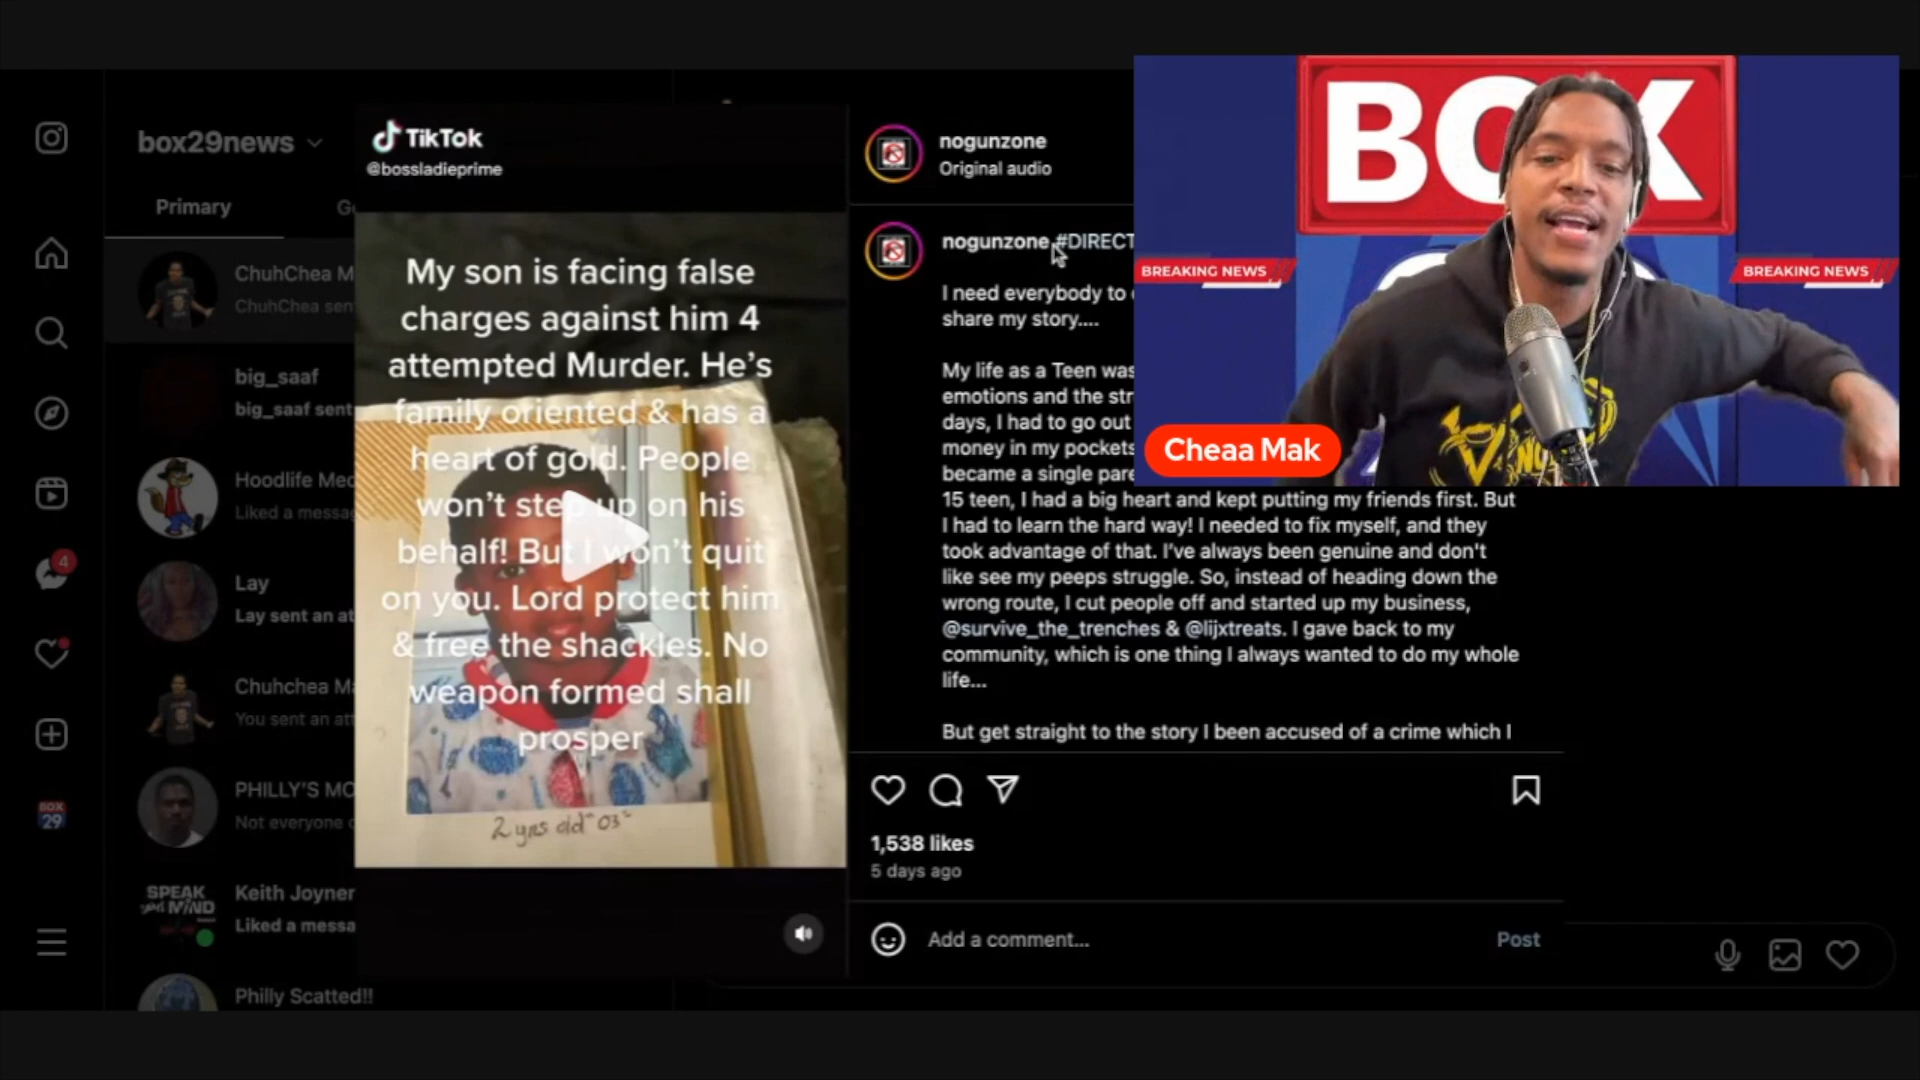 box29news
Primary
ChuhChea M
ChuhChea sen
big_saaf
big_saaf sent
Hoodlife Med
Liked a messa
Lay
Lay sent an at
Chuhchea Ma
You sent an att
PHILLY'S MO
Not everyone c
SPEAK
MIND
Keith Joyner
Liked a messa
Philly Scatted!!
4
BOX
29
TikTok
@bossladieprime
My son is facing false
charges against him 4
attempted Murder. He's
family oriented & has a
heart of gold. People
won't step up on his
behalf! But I won't quit
on you. Lord protect him
& free the shackles. No
weapon formed shall
prosper
2 yrs old "03"
nogunzone
Original audio
nogunzone #DIRECT
I need everybody to
share my story....
My life as a Teen was
emotions and the str
days, I had to go out
money in my pockets
became a single pare
15 teen, I had a big heart and kept putting my friends first. But
I had to learn the hard way! I needed to fix myself, and they
took advantage of that. I've always been genuine and don't
like see my peeps struggle. So, instead of heading down the
wrong route, I cut people off and started up my business,
@survive_the_trenches & @lijxtreats. I gave back to my
community, which is one thing I always wanted to do my whole
life...
But get straight to the story I been accused of a crime which I
1,538 likes
5 days ago
Add a comment...
Post
BOX
BREAKING NEWS
BREAKING NEWS
Cheaa Mak